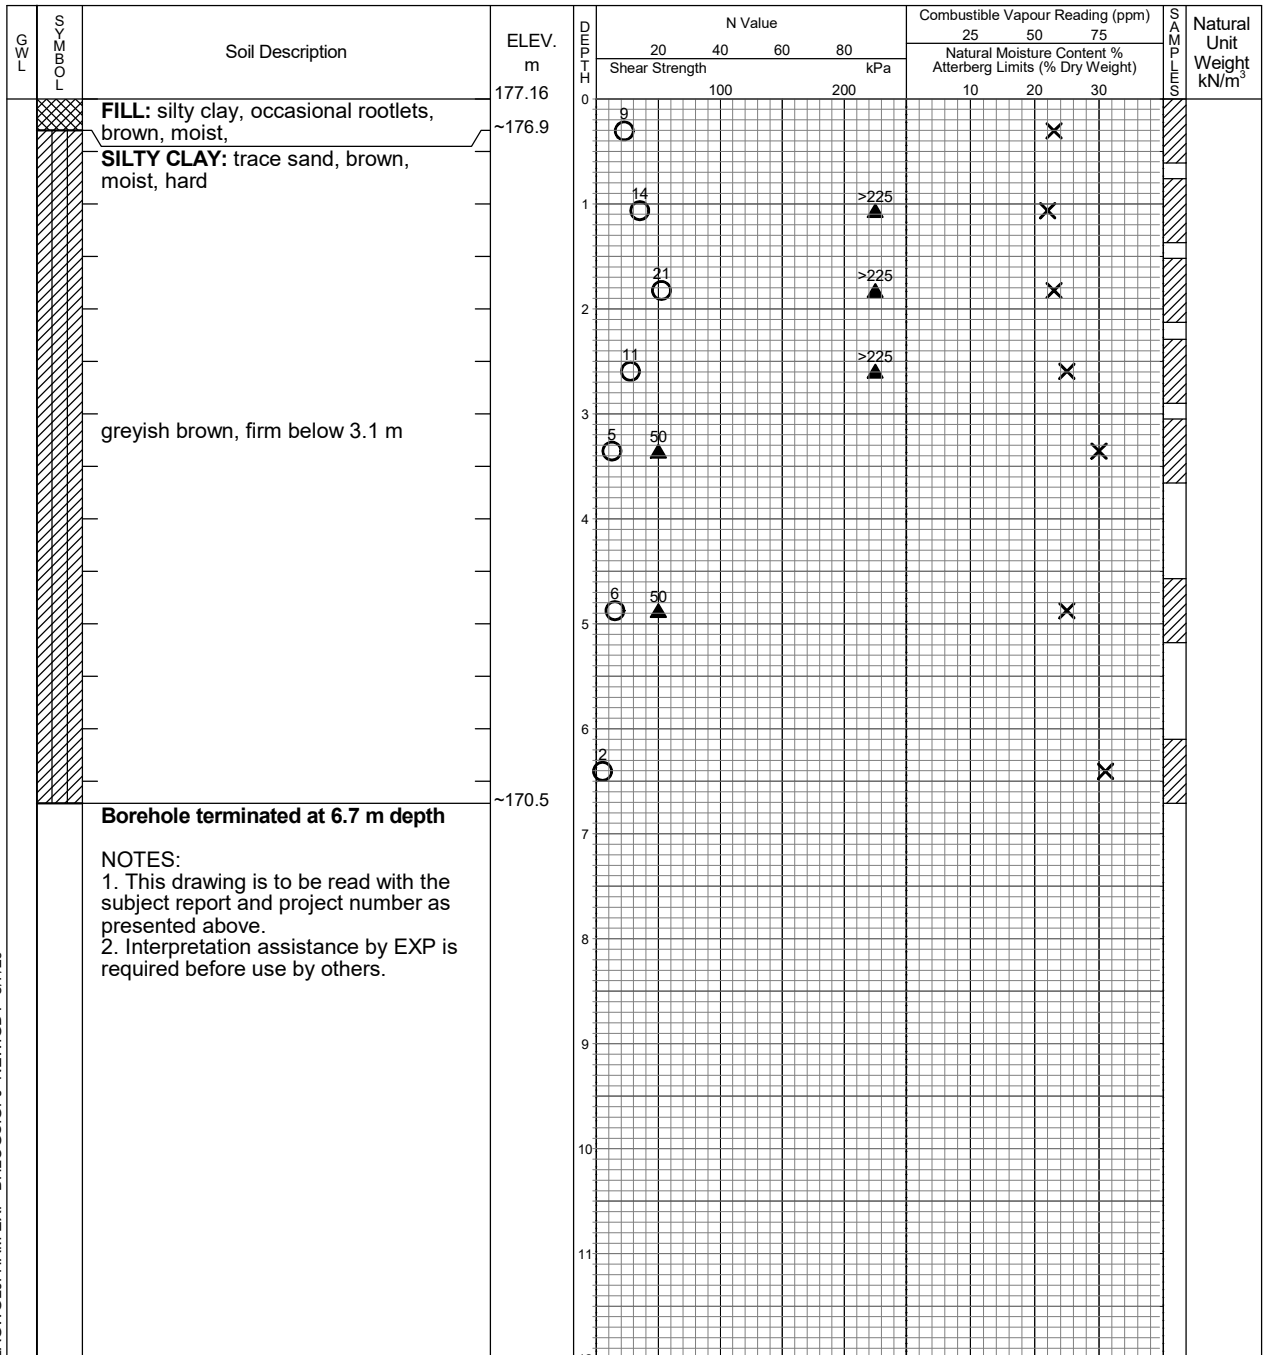 GWL
SYMBOL
Soil Description
ELEV.
m
DEPTH
N Value
20 40 60 80
Shear Strength kPa
100 200
Combustible Vapour Reading (ppm)
25 50 75
Natural Moisture Content %
Atterberg Limits (% Dry Weight)
10 20 30
SAMPLES
Natural
Unit
Weight
kN/m3
177.16
0
FILL: silty clay, occasional rootlets,
brown, moist,
~176.9
9
SILTY CLAY: trace sand, brown,
moist, hard
14
>225
1
21
>225
2
11
>225
3
greyish brown, firm below 3.1 m
5
50
4
6
50
5
6
2
~170.5
Borehole terminated at 6.7 m depth
7
NOTES:
1. This drawing is to be read with the
subject report and project number as
presented above.
2. Interpretation assistance by EXP is
required before use by others.
8
9
10
11